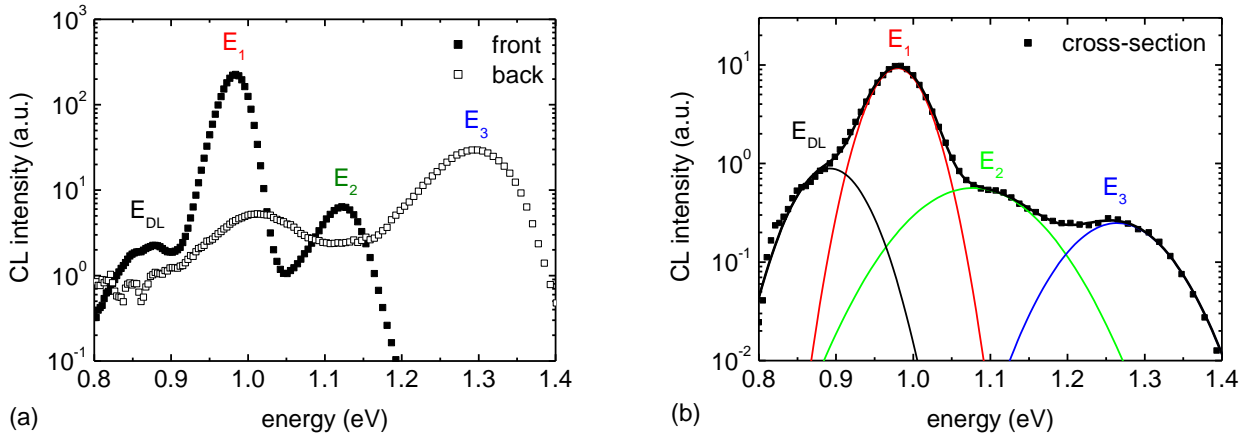 10³
10²
10¹
10⁰
10⁻¹
CL intensity (a.u.)
E_DL
E₁
E₂
E₃
front
back
0.8 0.9 1.0 1.1 1.2 1.3 1.4
energy (eV)
(a)
10¹
10⁰
10⁻¹
10⁻²
CL intensity (a.u.)
E_DL
E₁
E₂
E₃
cross-section
0.8 0.9 1.0 1.1 1.2 1.3 1.4
energy (eV)
(b)